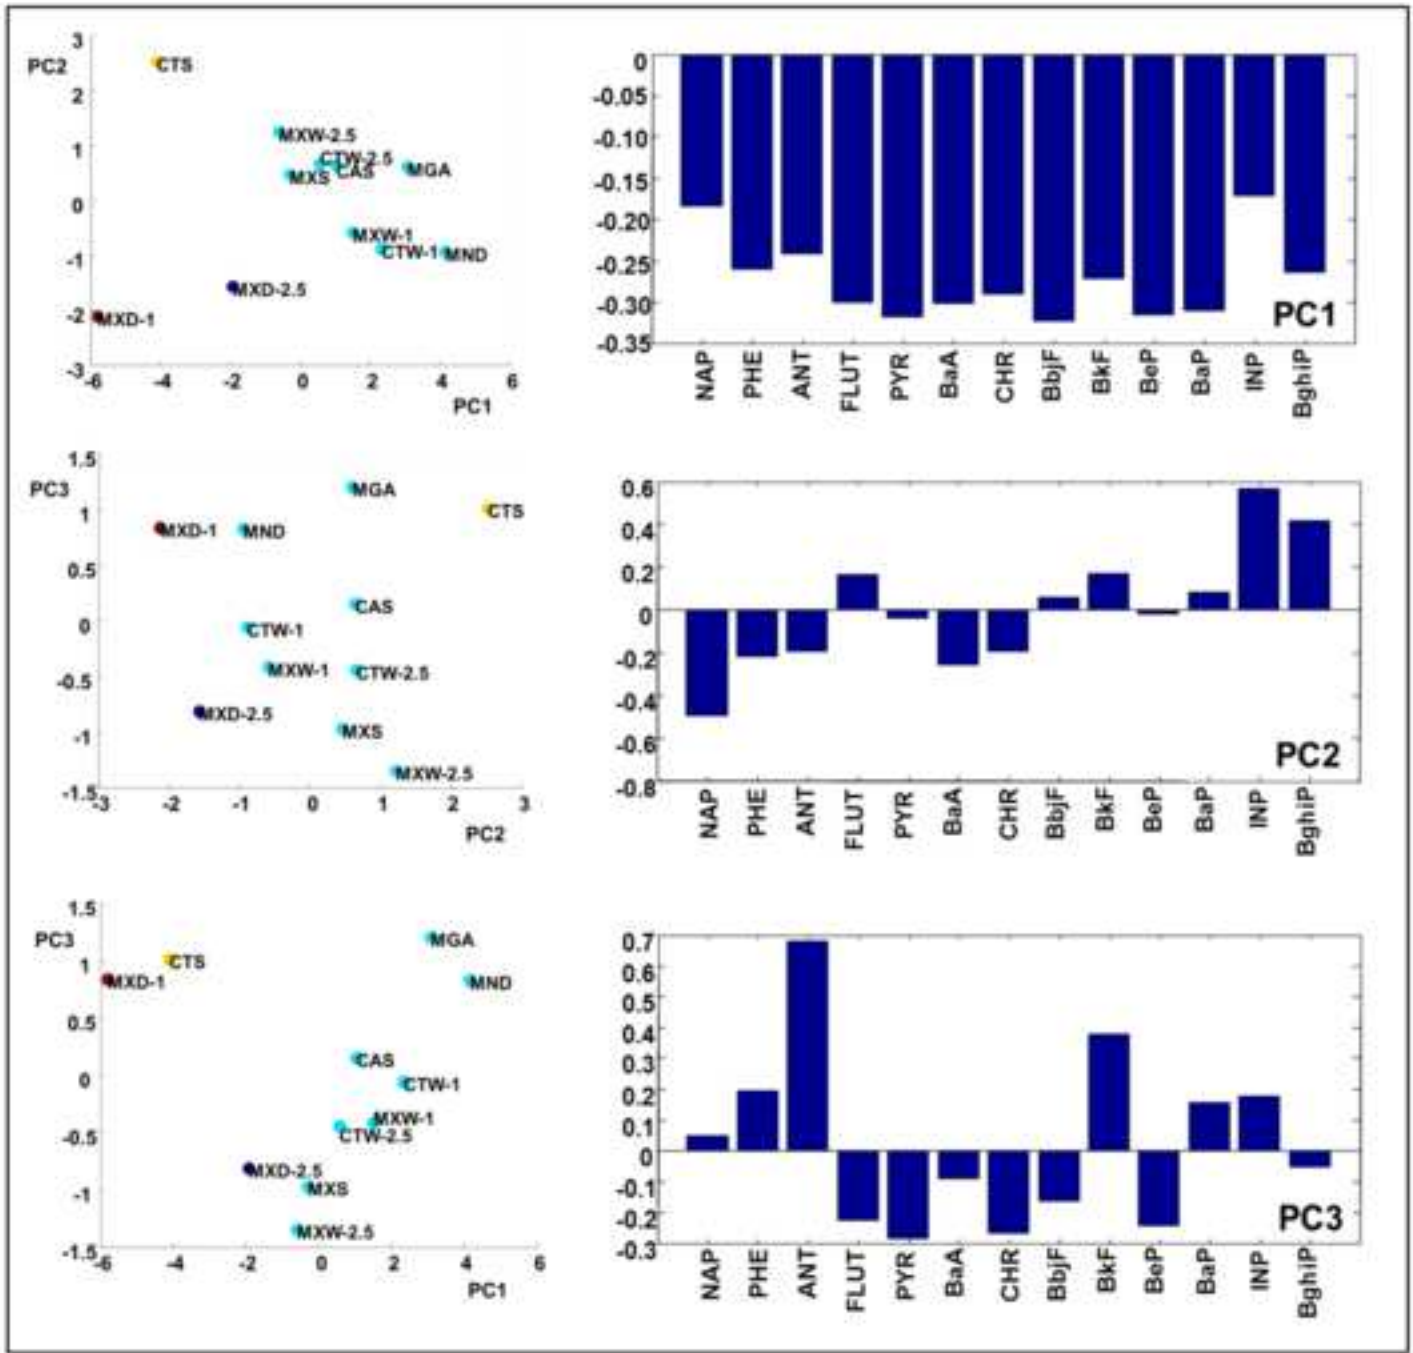 3
PC2
CTS
2
MXW-2.5
1
CTW-2.5
CAS
MGA
MXS
0
MXW-1
CTW-1
MND
-1
MXD-2.5
-2
MXD-1
-3
-6 -4 -2 0 2 4 6
PC1
0
-0.05
-0.10
-0.15
-0.20
-0.25
-0.30
-0.35
PC1
NAP PHE ANT FLUT PYR BaA CHR BbjF BkF BeP BaP INP BghiP
1.5
PC3
MGA
1
CTS
MXD-1
MND
0.5
CAS
0
CTW-1
MXW-1
CTW-2.5
-0.5
MXD-2.5
MXS
-1
MXW-2.5
-1.5
-3 -2 -1 0 1 2 3
PC2
0.6
0.4
0.2
0
-0.2
-0.4
-0.6
-0.8
PC2
NAP PHE ANT FLUT PYR BaA CHR BbjF BkF BeP BaP INP BghiP
1.5
PC3
MGA
1
CTS
MXD-1
MND
0.5
CAS
0
CTW-1
MXW-1
CTW-2.5
-0.5
MXD-2.5
MXS
-1
MXW-2.5
-1.5
-6 -4 -2 0 2 4 6
PC1
0.7
0.6
0.5
0.4
0.3
0.2
0.1
0
-0.1
-0.2
-0.3
PC3
NAP PHE ANT FLUT PYR BaA CHR BbjF BkF BeP BaP INP BghiP